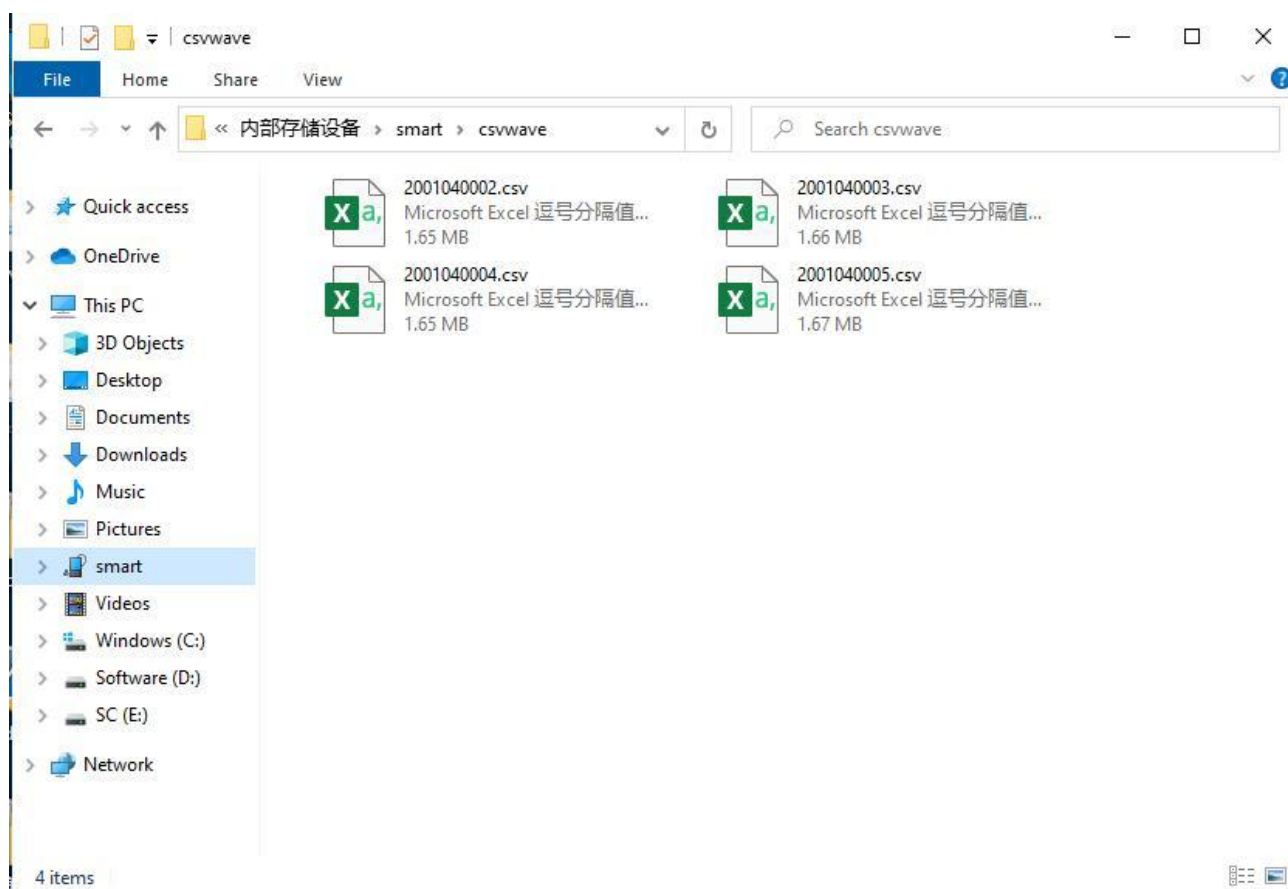 csvwave
File Home Share View
« 内部存储设备 › smart › csvwave
Search csvwave
Quick access
OneDrive
This PC
3D Objects
Desktop
Documents
Downloads
Music
Pictures
smart
Videos
Windows (C:)
Software (D:)
SC (E:)
Network
2001040002.csv
Microsoft Excel 逗号分隔值...
1.65 MB
2001040003.csv
Microsoft Excel 逗号分隔值...
1.66 MB
2001040004.csv
Microsoft Excel 逗号分隔值...
1.65 MB
2001040005.csv
Microsoft Excel 逗号分隔值...
1.67 MB
4 items